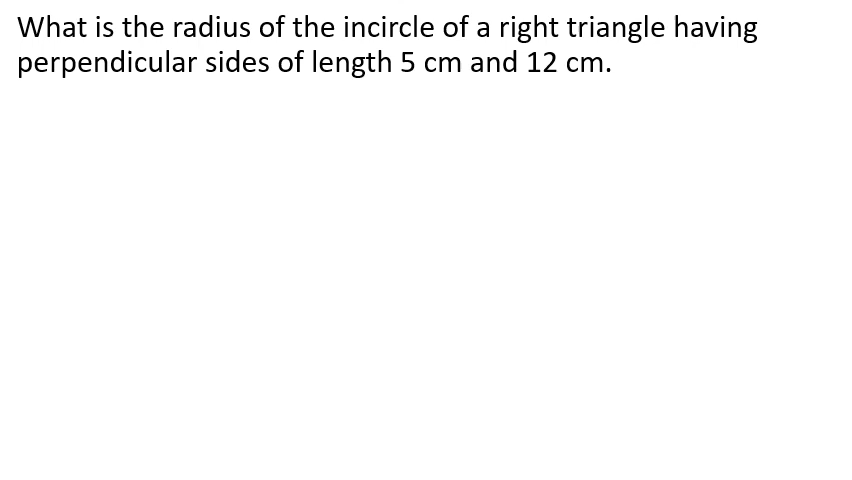 What is the radius of the incircle of a right triangle having
perpendicular sides of length 5 cm and 12 cm.